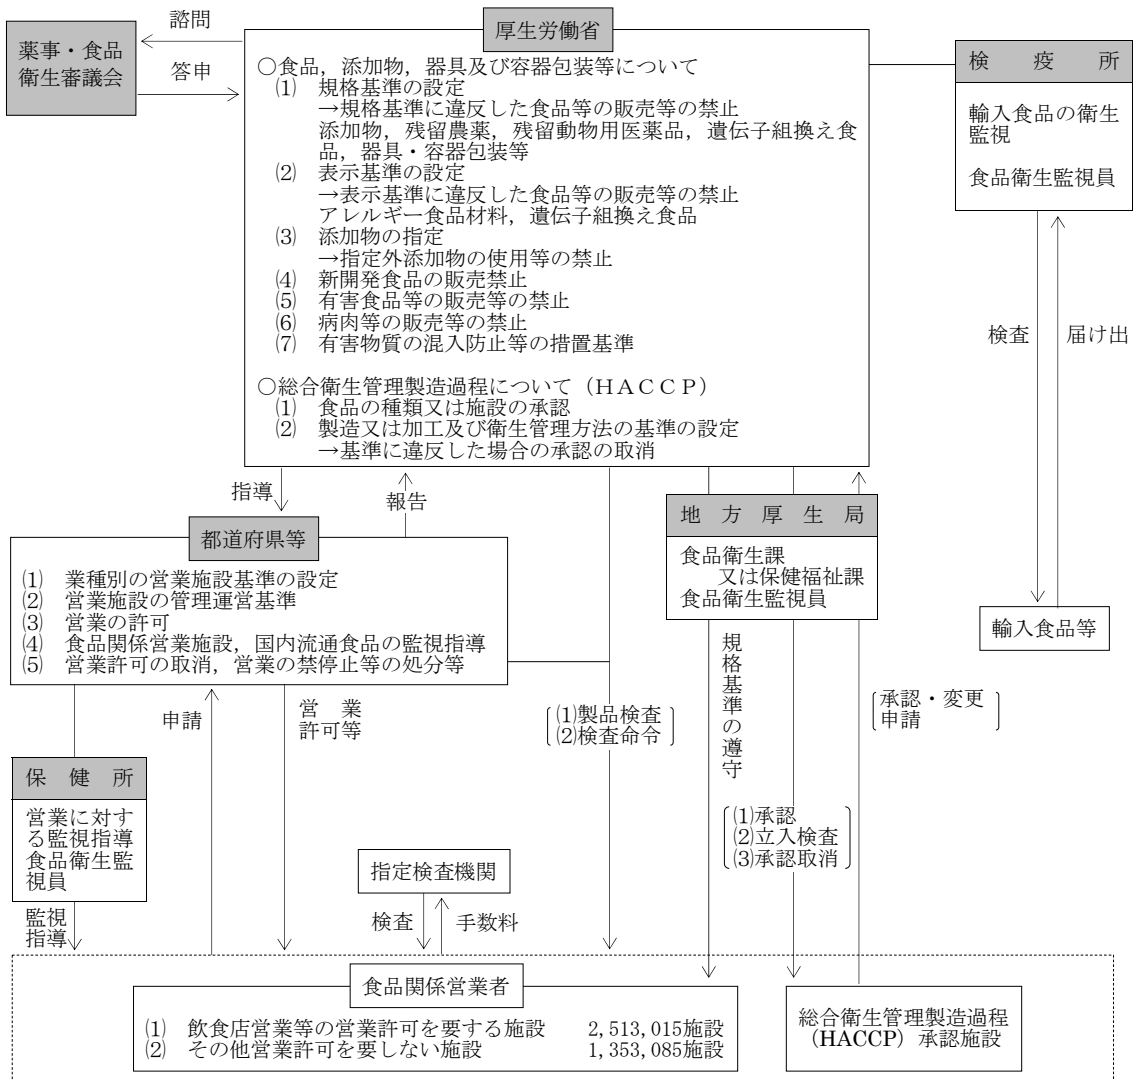 諮問
答申
薬事・食品
衛生審議会
厚生労働省
○食品，添加物，器具及び容器包装等について
⑴　規格基準の設定
→規格基準に違反した食品等の販売等の禁止
添加物，残留農薬，残留動物用医薬品，遺伝子組換え食
品，器具・容器包装等
⑵　表示基準の設定
→表示基準に違反した食品等の販売等の禁止
アレルギー食品材料，遺伝子組換え食品
⑶　添加物の指定
→指定外添加物の使用等の禁止
⑷　新開発食品の販売禁止
⑸　有害食品等の販売等の禁止
⑹　病肉等の販売等の禁止
⑺　有害物質の混入防止等の措置基準
○総合衛生管理製造過程について（ＨＡＣＣＰ）
⑴　食品の種類又は施設の承認
⑵　製造又は加工及び衛生管理方法の基準の設定
→基準に違反した場合の承認の取消
検　疫　所
輸入食品の衛生
監視
食品衛生監視員
検査
届け出
輸入食品等
指導
報告
都道府県等
⑴　業種別の営業施設基準の設定
⑵　営業施設の管理運営基準
⑶　営業の許可
⑷　食品関係営業施設，国内流通食品の監視指導
⑸　営業許可の取消，営業の禁停止等の処分等
地　方　厚　生　局
食品衛生課
又は保健福祉課
食品衛生監視員
申請
営　業
許可等
⑴製品検査
⑵検査命令
規格基準の遵守
承認・変更
申請
⑴承認
⑵立入検査
⑶承認取消
保　健　所
営業に対す
る監視指導
食品衛生監
視員
監視
指導
指定検査機関
検査
手数料
食品関係営業者
⑴　飲食店営業等の営業許可を要する施設　2,513,015施設
⑵　その他営業許可を要しない施設　1,353,085施設
総合衛生管理製造過程
（HACCP）承認施設